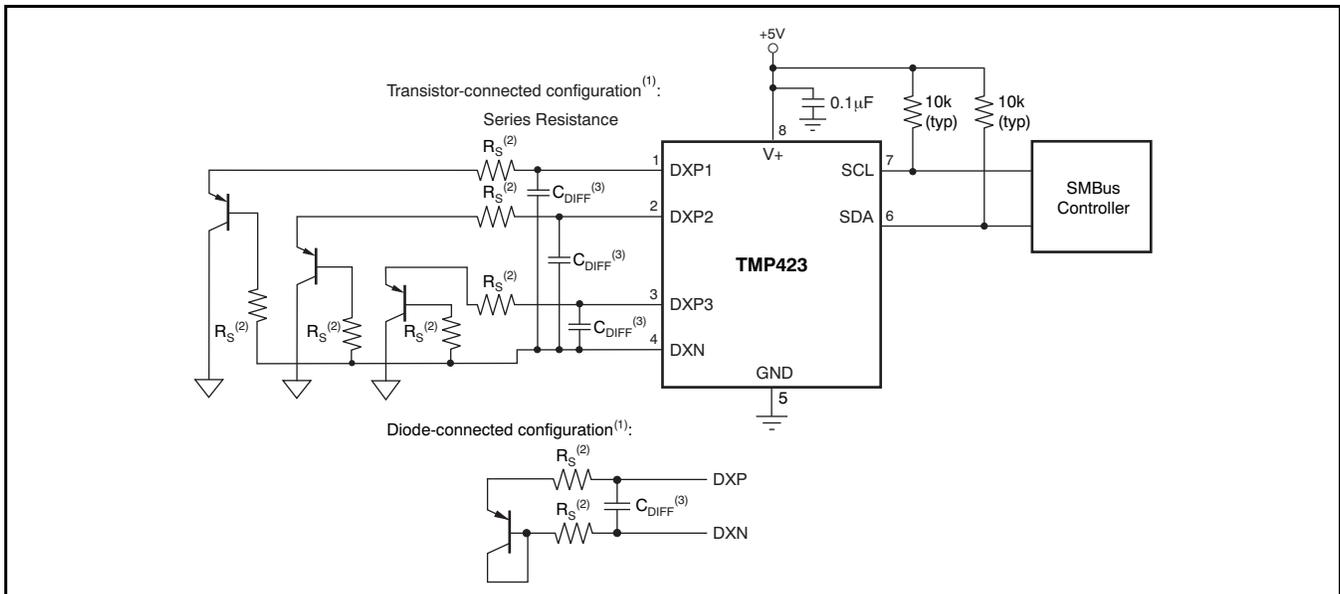 +5V
Transistor-connected configuration(1):
0.1μF
10k
(typ)
10k
(typ)
Series Resistance
8
V+
RS(2)
1
DXP1
SCL
7
CDIFF(3)
RS(2)
2
DXP2
SDA
6
SMBus
Controller
CDIFF(3)
TMP423
RS(2)
3
DXP3
RS(2)
RS(2)
RS(2)
CDIFF(3)
4
DXN
GND
5
Diode-connected configuration(1):
RS(2)
DXP
RS(2)
CDIFF(3)
DXN